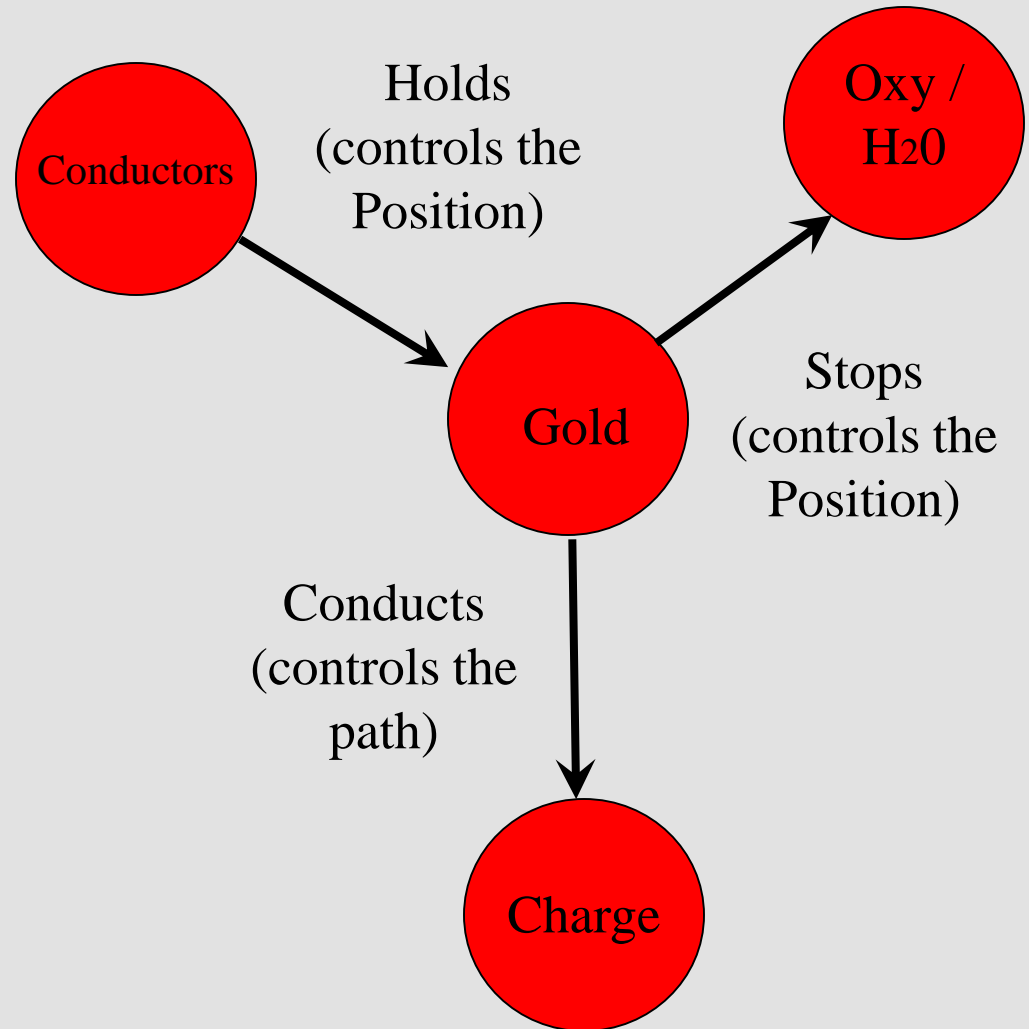 Conductors
Holds
(controls the
Position)
Oxy /
H20
Gold
Stops
(controls the
Position)
Conducts
(controls the
path)
Charge